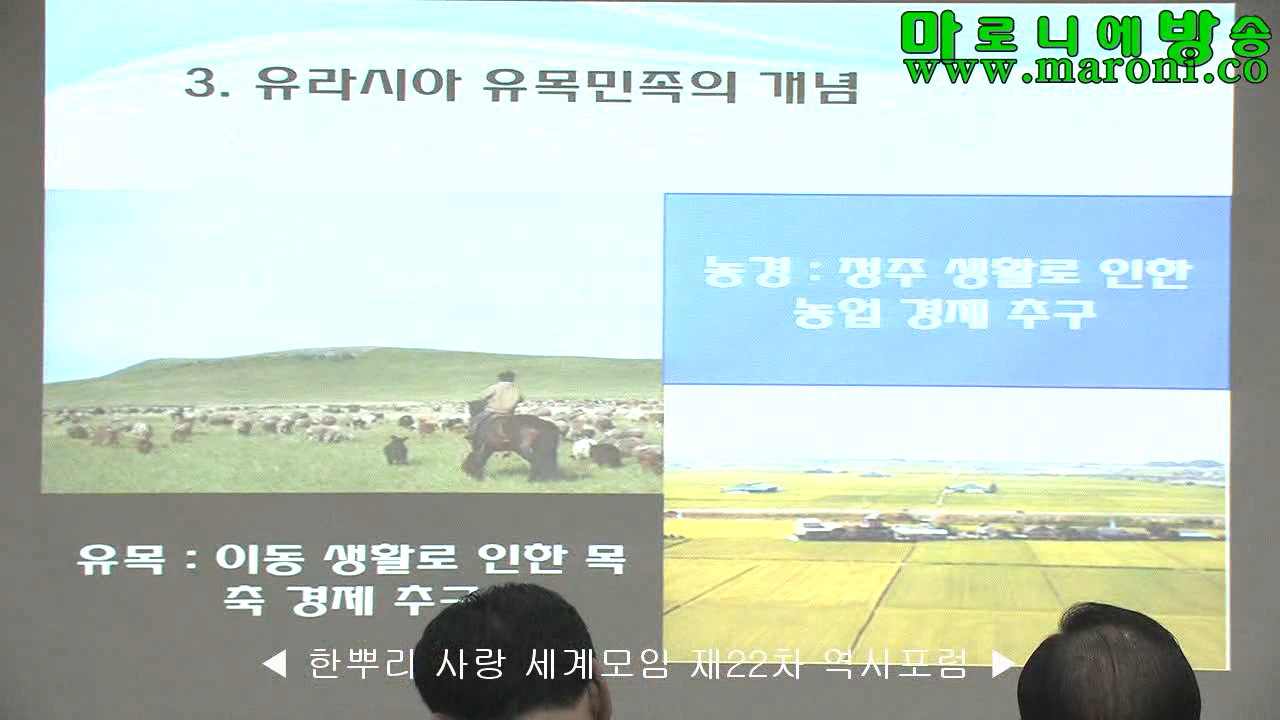 마로니에방송
www.maroni.co
3. 유라시아 유목민족의 개념
농경 : 정주 생활로 인한
농업 경제 추구
유목 : 이동 생활로 인한 목
축 경제 추구
◀ 한뿌리 사랑 세계모임 제22차 역사포럼 ▶